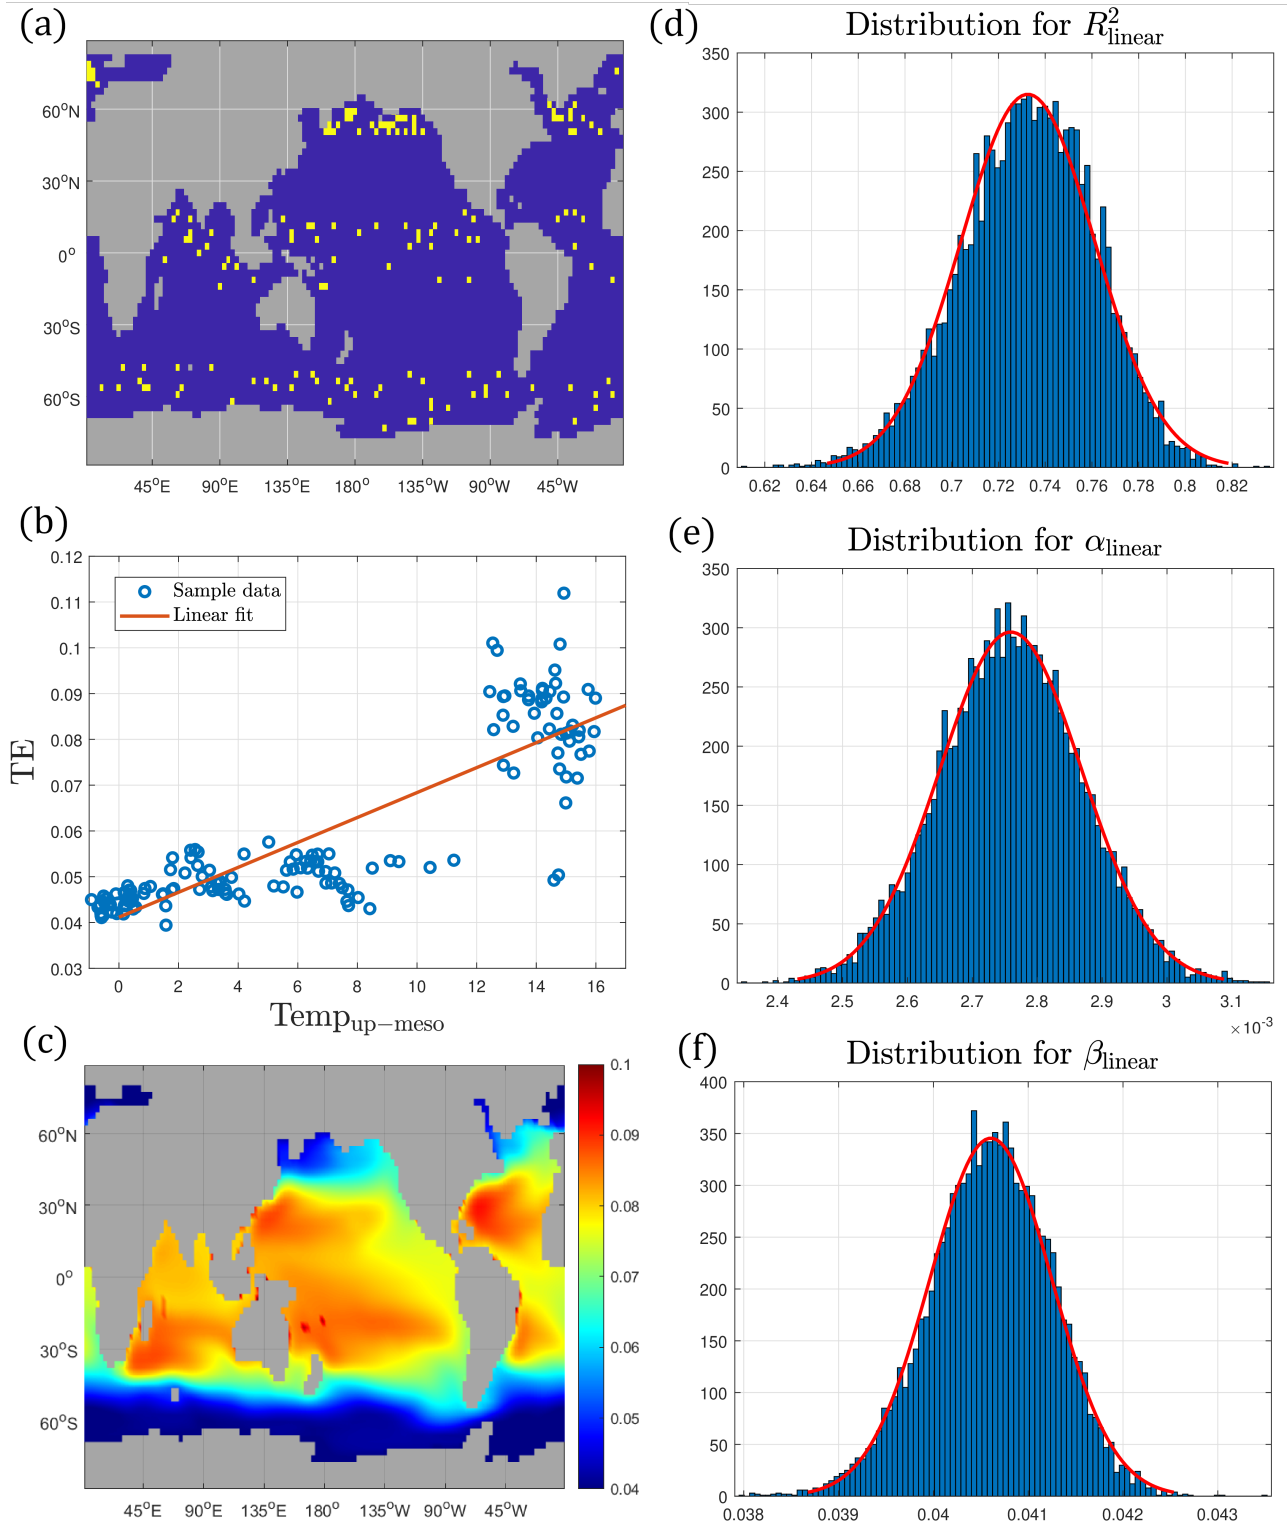 (a)
60°N
30°N
0°
30°S
60°S
45°E 90°E 135°E 180° 135°W 90°W 45°W
(b)
0.12
0.11
0.1
0.09
0.08
0.07
0.06
0.05
0.04
0.03
TE
Sample data
Linear fit
0 2 4 6 8 10 12 14 16
Temp up−meso
(c)
60°N
30°N
0°
30°S
60°S
45°E 90°E 135°E 180° 135°W 90°W 45°W
0.1
0.09
0.08
0.07
0.06
0.05
0.04
(d)
Distribution for R² linear
350
300
250
200
150
100
50
0
0.62 0.64 0.66 0.68 0.7 0.72 0.74 0.76 0.78 0.8 0.82
(e)
Distribution for α linear
350
300
250
200
150
100
50
0
2.4 2.5 2.6 2.7 2.8 2.9 3 3.1
×10⁻³
(f)
Distribution for β linear
400
350
300
250
200
150
100
50
0
0.038 0.039 0.04 0.041 0.042 0.043